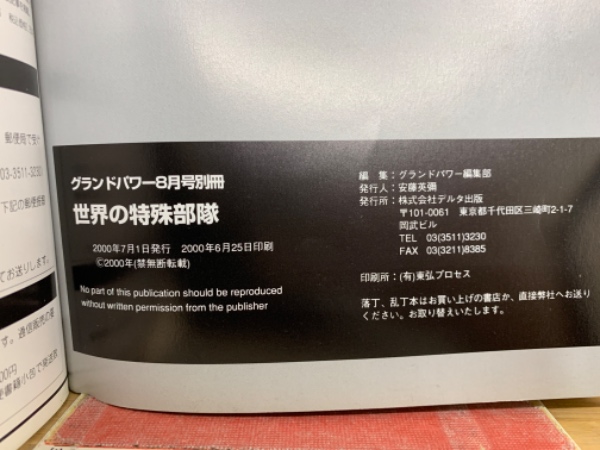 郵便局で受け
03-3511-3230
下記の郵便振替
でお送りします。
す。通信販売の梱
00円
グランドパワー8月号別冊
世界の特殊部隊
2000年7月1日発行 2000年6月25日印刷
©2000年(禁無断転載)
No part of this publication should be reproduced
without written permission from the publisher
編 集：グランドパワー編集部
発行人：安藤英彌
発行所：株式会社デルタ出版
〒101-0061 東京都千代田区三崎町2-1-7
岡武ビル
TEL 03(3511)3230
FAX 03(3211)8385
印刷所：(有)東弘プロセス
落丁、乱丁本はお買い上げの書店か、直接弊社へお送り
ください。お取り替えいたします。